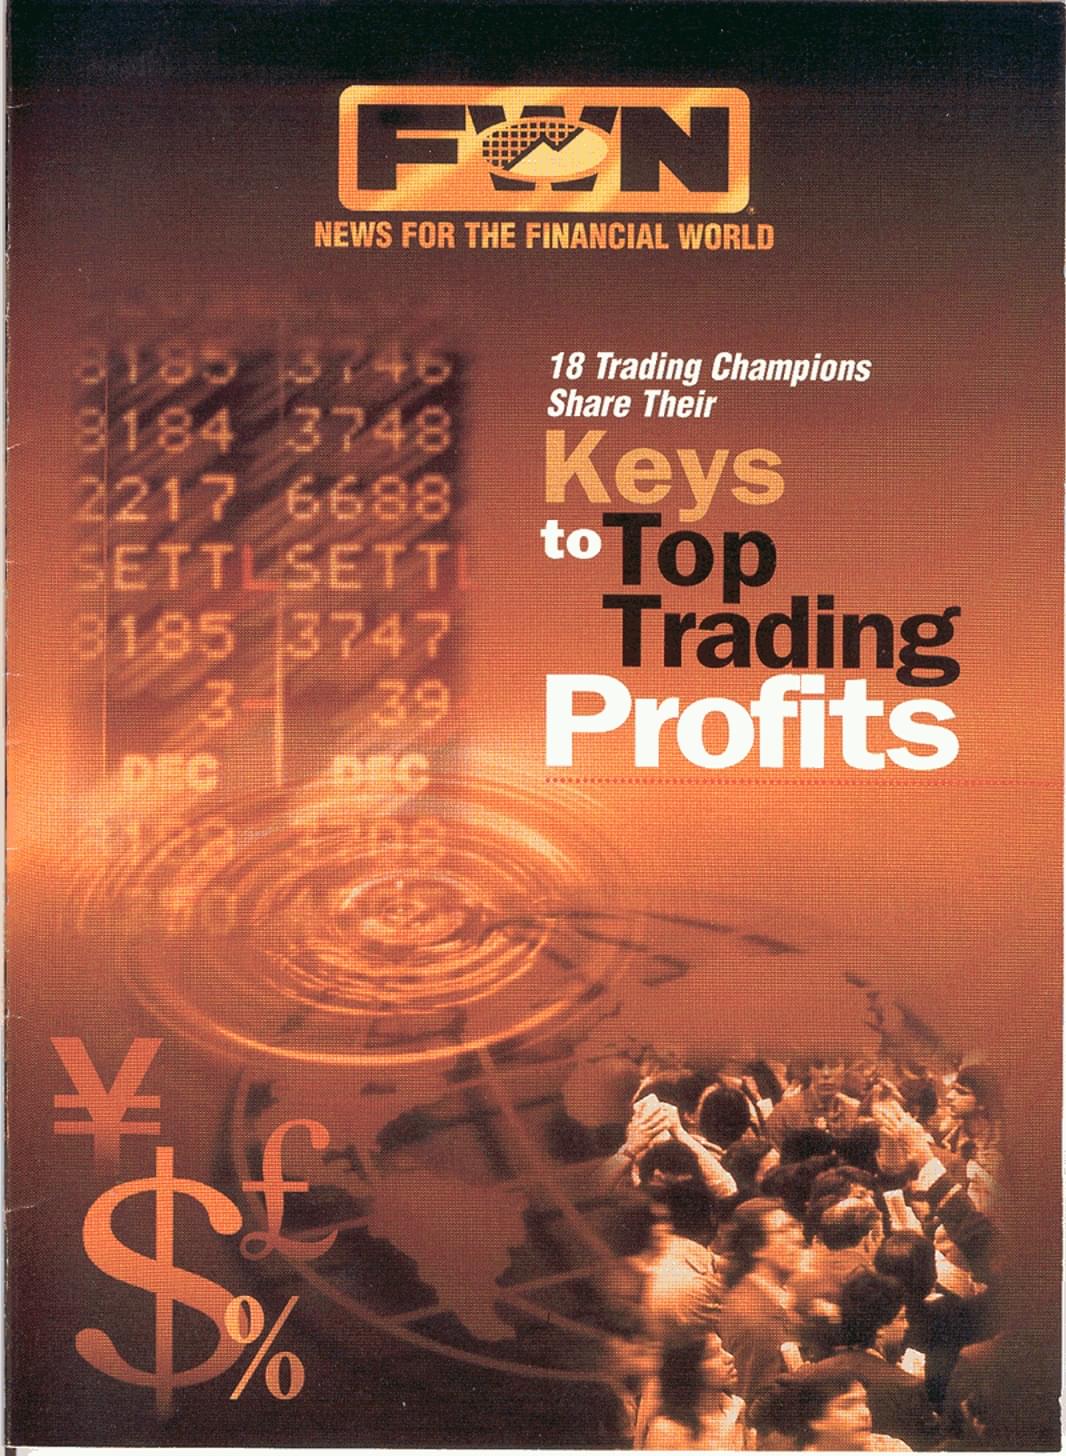 FWN
NEWS FOR THE FINANCIAL WORLD
18 Trading Champions
Share Their
Keys
to Top
Trading
Profits
8185 3746
8184 3748
2217 6688
SETTL SETTL
8185 3747
3- 39
DEC DEC
¥
£
$
%